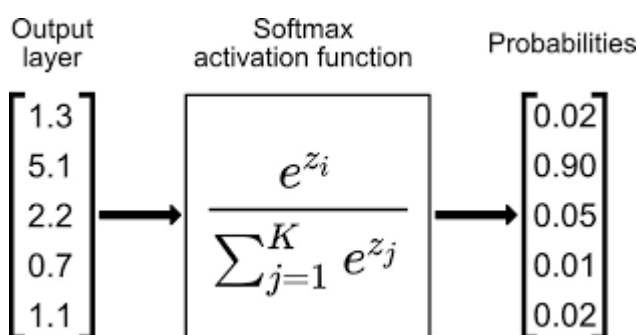 Output
layer
Softmax
activation function
Probabilities
1.3
5.1
2.2
0.7
1.1
e^{z_i}
\sum_{j=1}^{K} e^{z_j}
0.02
0.90
0.05
0.01
0.02